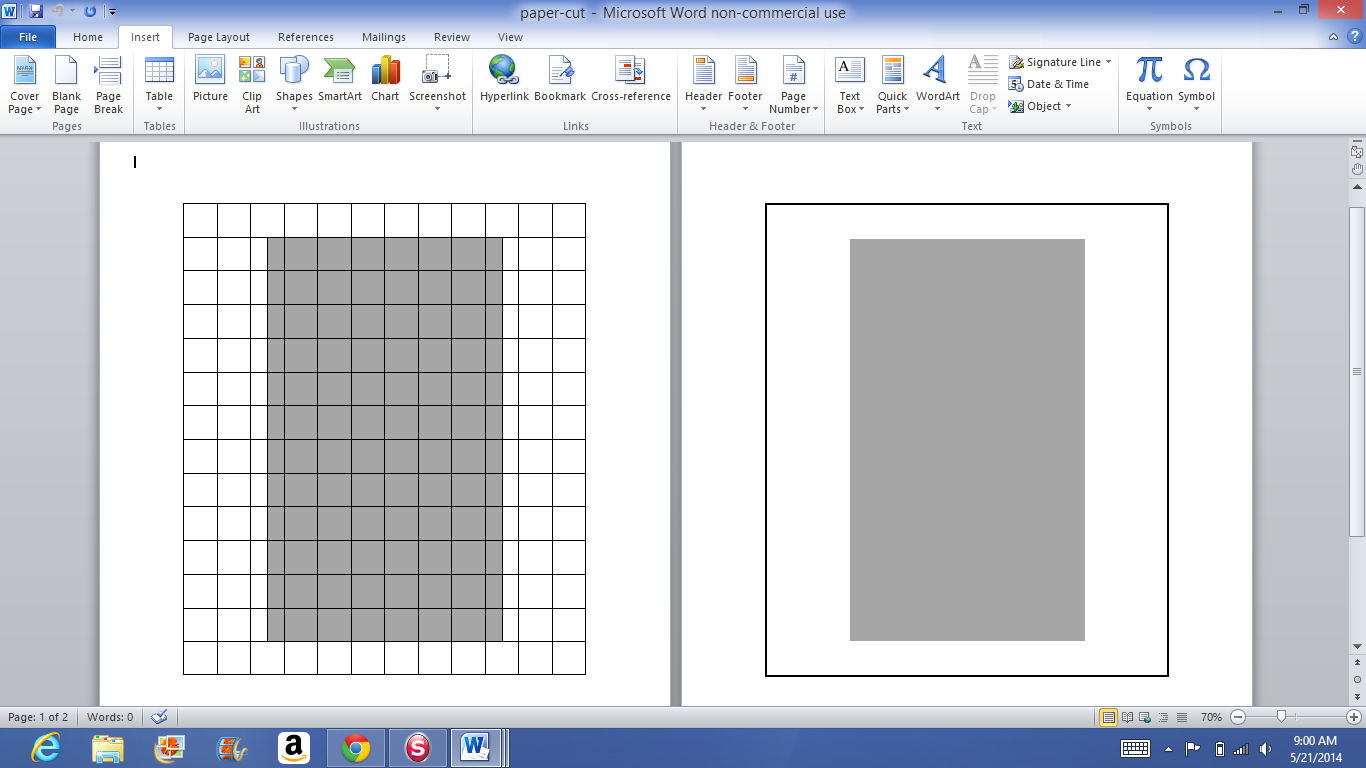 paper-cut - Microsoft Word non-commercial use
File Home Insert Page Layout References Mailings Review View
Cover Page
Blank Page
Page Break
Pages
Table
Tables
Picture
Clip Art
Shapes
SmartArt
Chart
Screenshot
Illustrations
Hyperlink
Bookmark
Cross-reference
Links
Header
Footer
Page Number
Header & Footer
Text Box
Quick Parts
WordArt
Drop Cap
Signature Line
Date & Time
Object
Text
Equation
Symbol
Symbols
Page: 1 of 2 Words: 0 70%
9:00 AM
5/21/2014